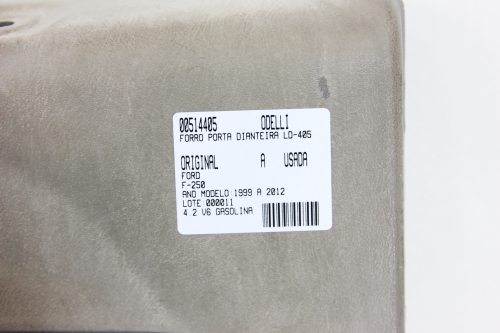 00514405 ODELLI
FORRO PORTA DIANTEIRA LD-405
ORIGINAL A USADA
FORD
F-250
ANO MODELO:1999 A 2012
LOTE 000011
4.2 V6 GASOLINA